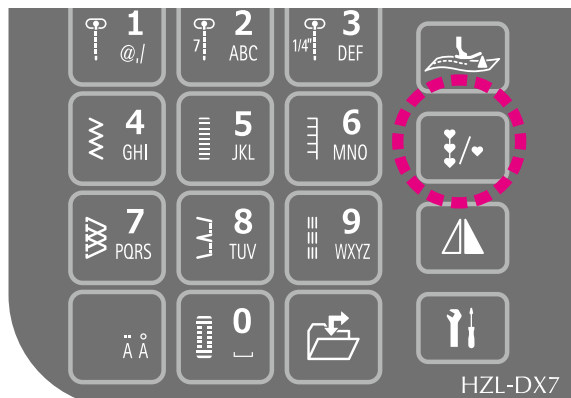 1 2 3
7 1/4"
@./ ABC DEF
4 5 6
GHI JKL MNO
7 8 9
PQRS TUV WXYZ
0
Ä Å
HZL-DX7